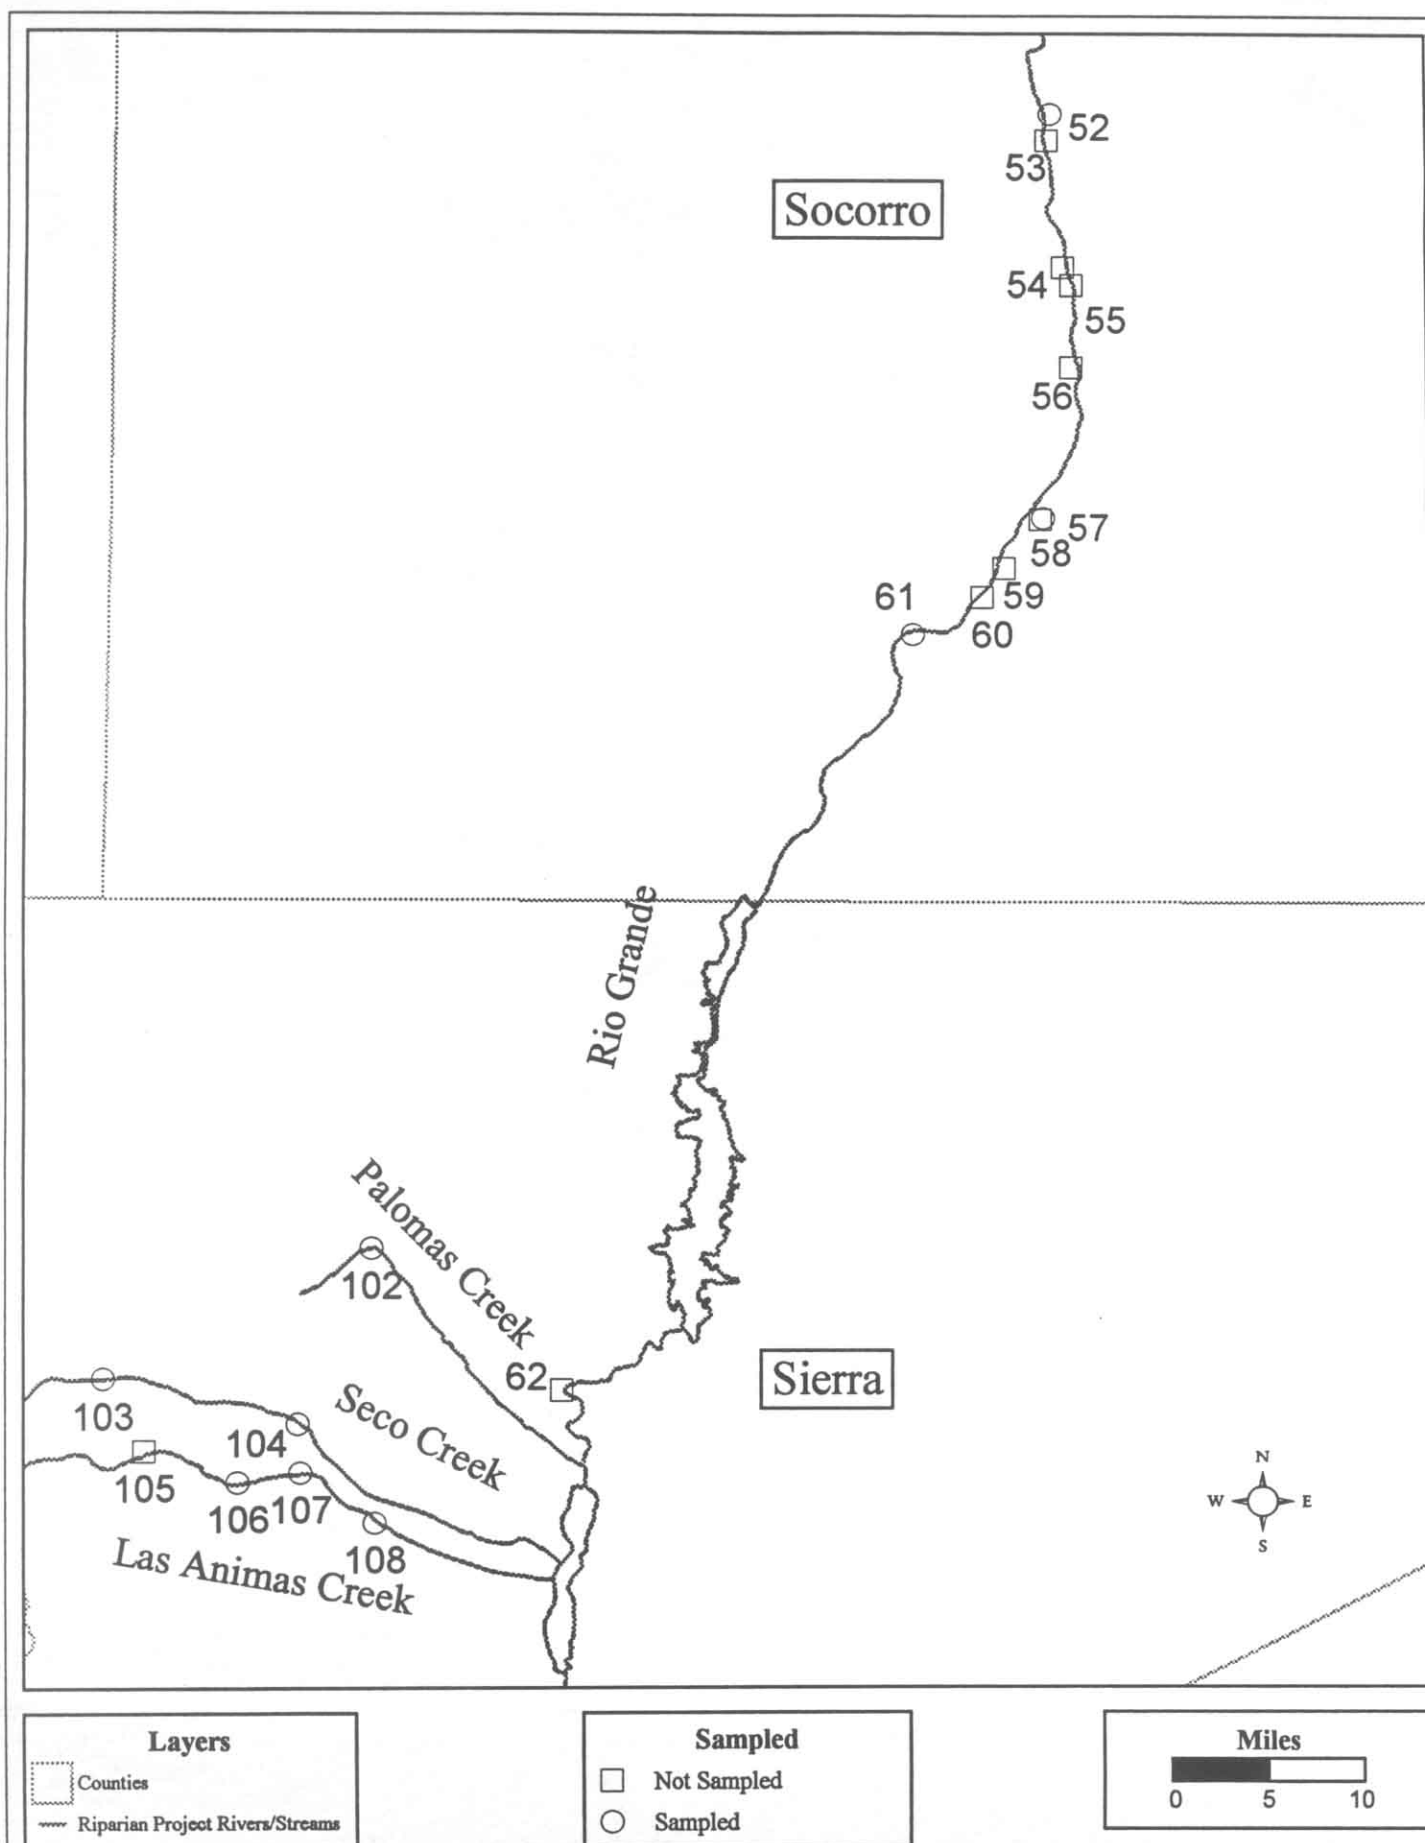 52
53
Socorro
54
55
56
57
58
59
61
60
Rio Grande
Palomas Creek
102
62
Sierra
103
Seco Creek
104
105
106
107
108
Las Animas Creek
N
W E
S
Layers
Counties
Riparian Project Rivers/Streams
Sampled
Not Sampled
Sampled
Miles
0 5 10